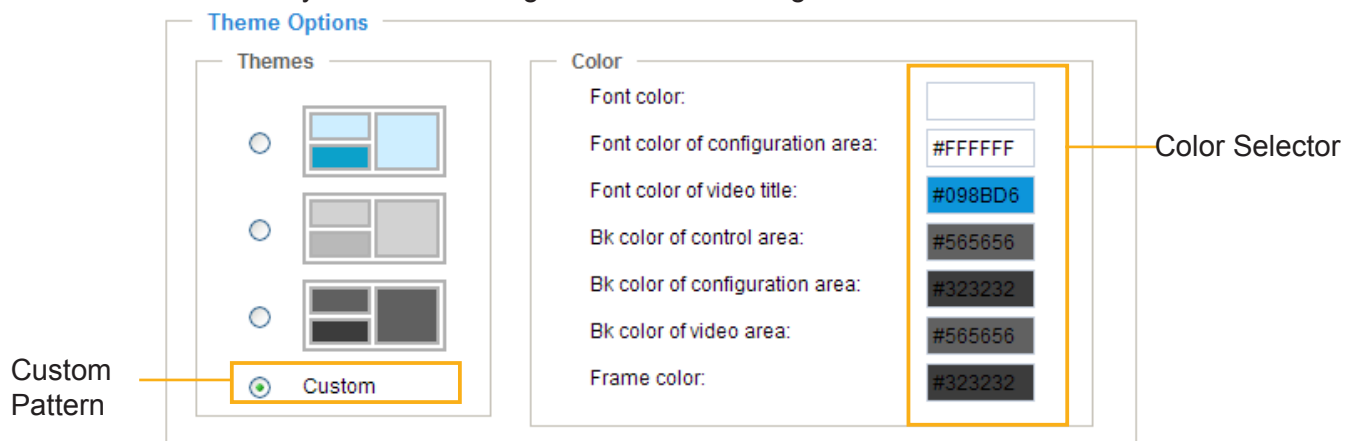 Theme Options
Themes
Color
Font color:
Font color of configuration area: #FFFFFF
Color Selector
Font color of video title: #098BD6
Bk color of control area: #565656
Bk color of configuration area: #323232
Bk color of video area: #565656
Frame color: #323232
Custom
Pattern
Custom